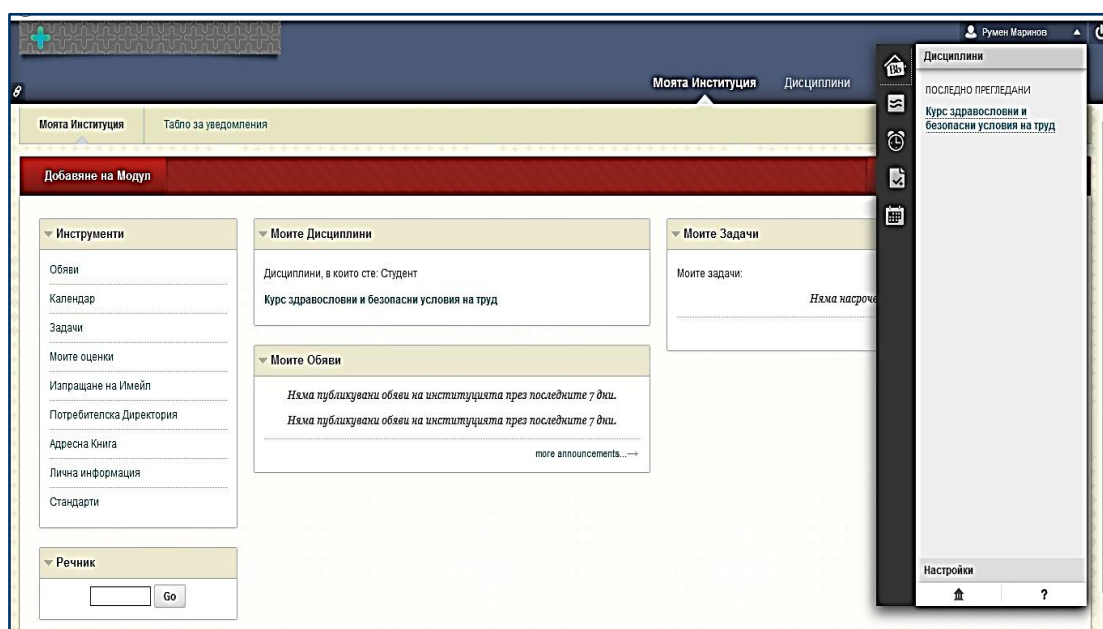 Румен Маринов
Моята Институция
Дисциплини
Моята Институция
Табло за уведомления
Добавяне на Модул
Инструменти
Обяви
Календар
Задачи
Моите оценки
Изпращане на Имейл
Потребителска Директория
Адресна Книга
Лична информация
Стандарти
Речник
Go
Моите Дисциплини
Дисциплини, в които сте: Студент
Курс здравословни и безопасни условия на труд
Моите Обяви
Няма публикувани обяви на институцията през последните 7 дни.
Няма публикувани обяви на институцията през последните 7 дни.
more announcements...→
Моите Задачи
Моите задачи:
Няма
Bb
Дисциплини
ПОСЛЕДНО ПРЕГЛЕДАНИ
Курс здравословни и
безопасни условия на труд
Настройки
?